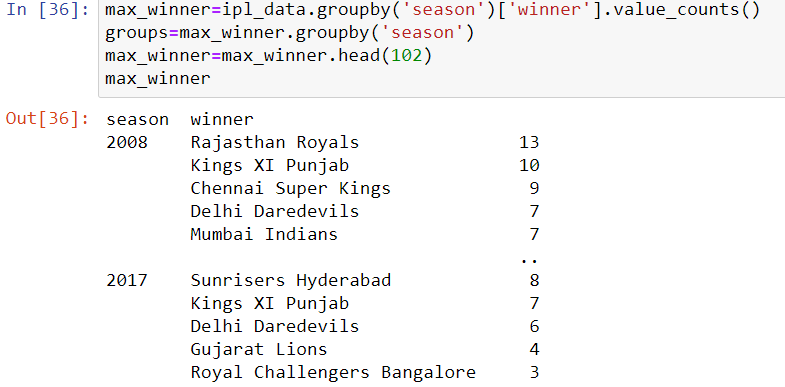 In [36]: max_winner=ipl_data.groupby('season')['winner'].value_counts()
groups=max_winner.groupby('season')
max_winner=max_winner.head(102)
max_winner
Out[36]: season winner
2008 Rajasthan Royals 13
Kings XI Punjab 10
Chennai Super Kings 9
Delhi Daredevils 7
Mumbai Indians 7
..
2017 Sunrisers Hyderabad 8
Kings XI Punjab 7
Delhi Daredevils 6
Gujarat Lions 4
Royal Challengers Bangalore 3